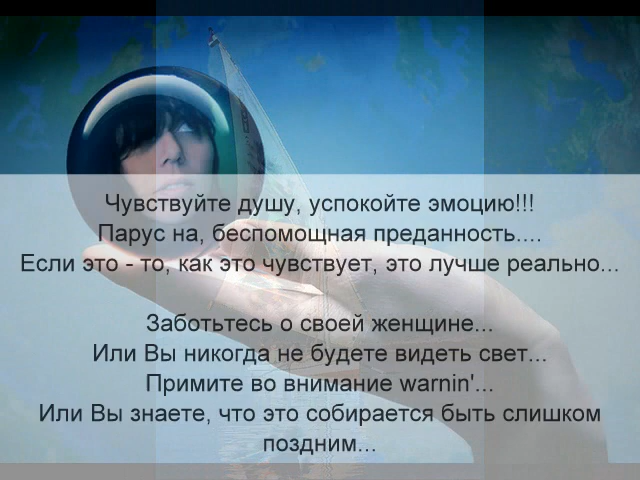 Чувствуйте душу, успокойте эмоцию!!!
Парус на, беспомощная преданность....
Если это - то, как это чувствует, это лучше реально...
Заботьтесь о своей женщине...
Или Вы никогда не будете видеть свет...
Примите во внимание warnin'...
Или Вы знаете, что это собирается быть слишком
поздним...